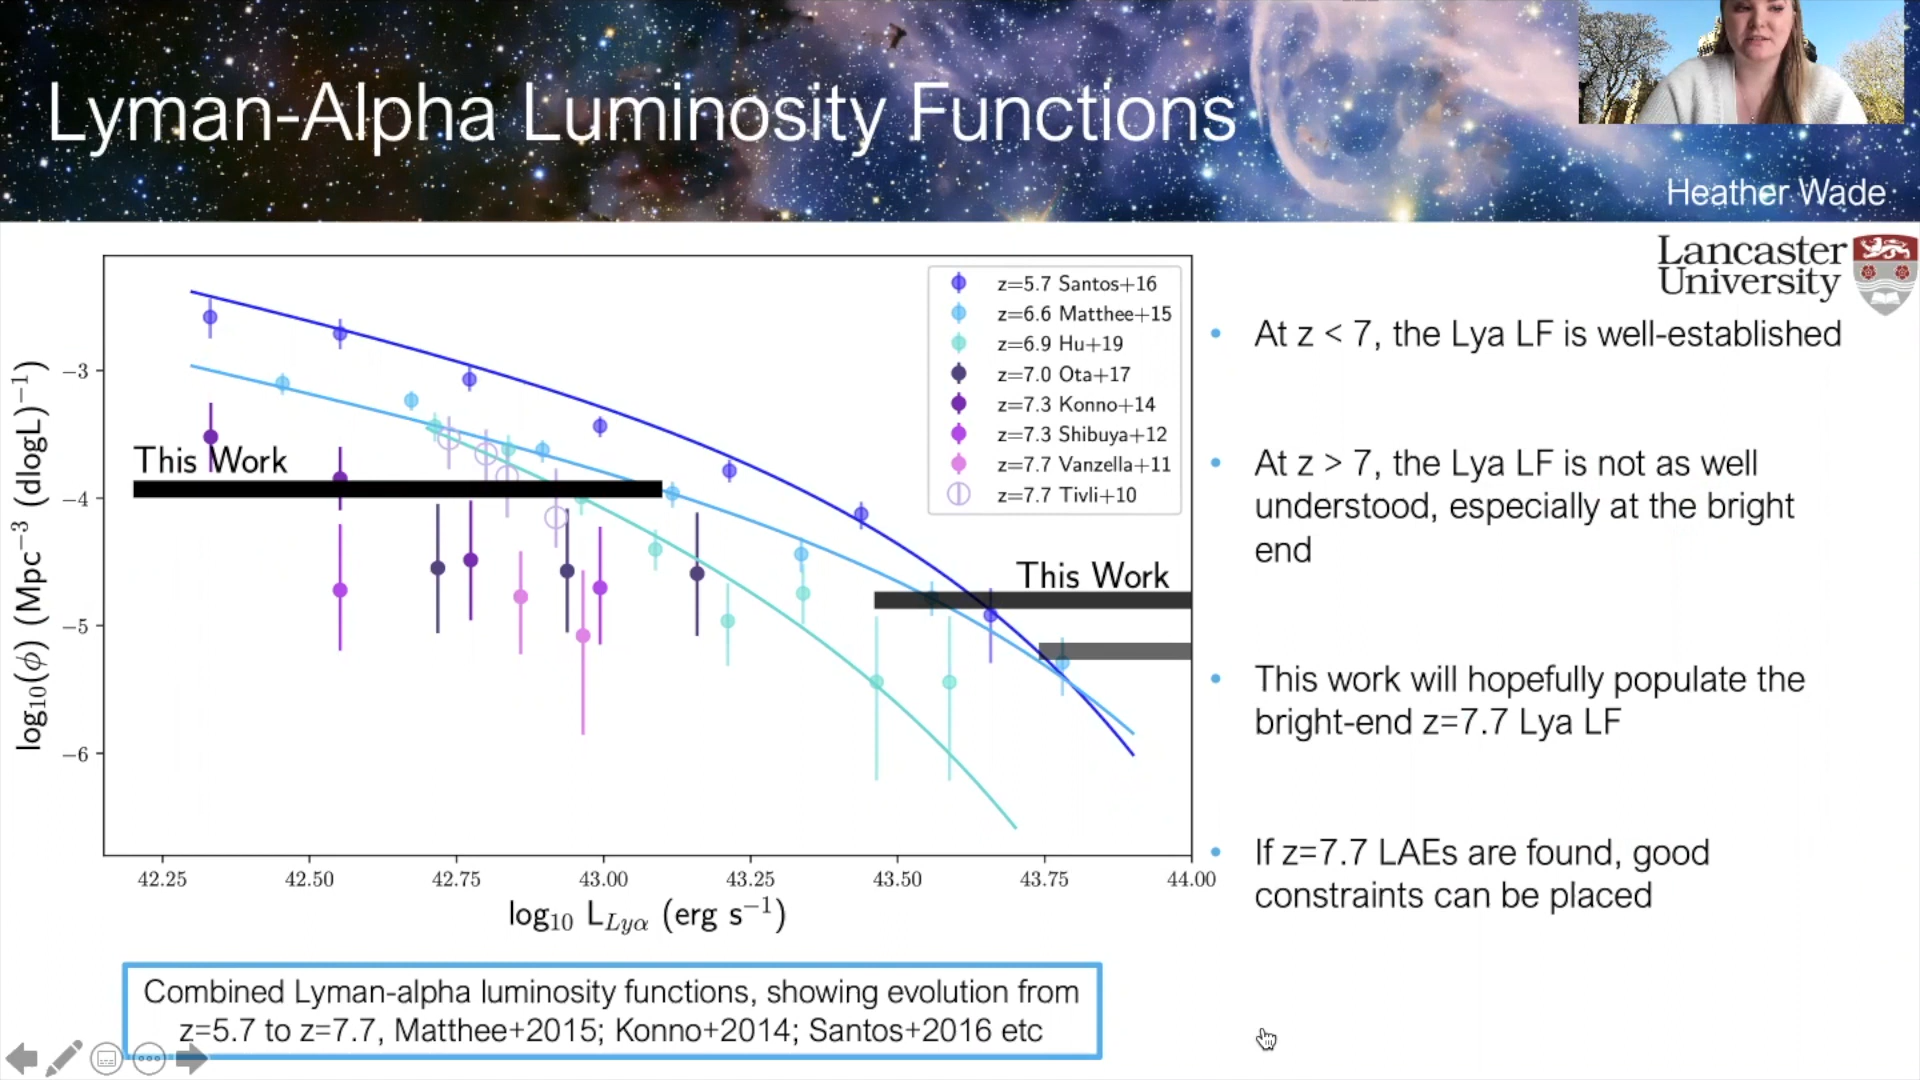 Lyman-Alpha Luminosity Functions
Heather Wade
Lancaster
University
z=5.7 Santos+16
z=6.6 Matthee+15
z=6.9 Hu+19
z=7.0 Ota+17
z=7.3 Konno+14
z=7.3 Shibuya+12
z=7.7 Vanzella+11
z=7.7 Tivli+10
This Work
This Work
log₁₀(ϕ) (Mpc⁻³ (dlogL)⁻¹)
−3
−4
−5
−6
42.25 42.50 42.75 43.00 43.25 43.50 43.75 44.00
log₁₀ L_Lyα (erg s⁻¹)
Combined Lyman-alpha luminosity functions, showing evolution from
z=5.7 to z=7.7, Matthee+2015; Konno+2014; Santos+2016 etc
• At z < 7, the Lya LF is well-established
• At z > 7, the Lya LF is not as well
understood, especially at the bright
end
• This work will hopefully populate the
bright-end z=7.7 Lya LF
• If z=7.7 LAEs are found, good
constraints can be placed